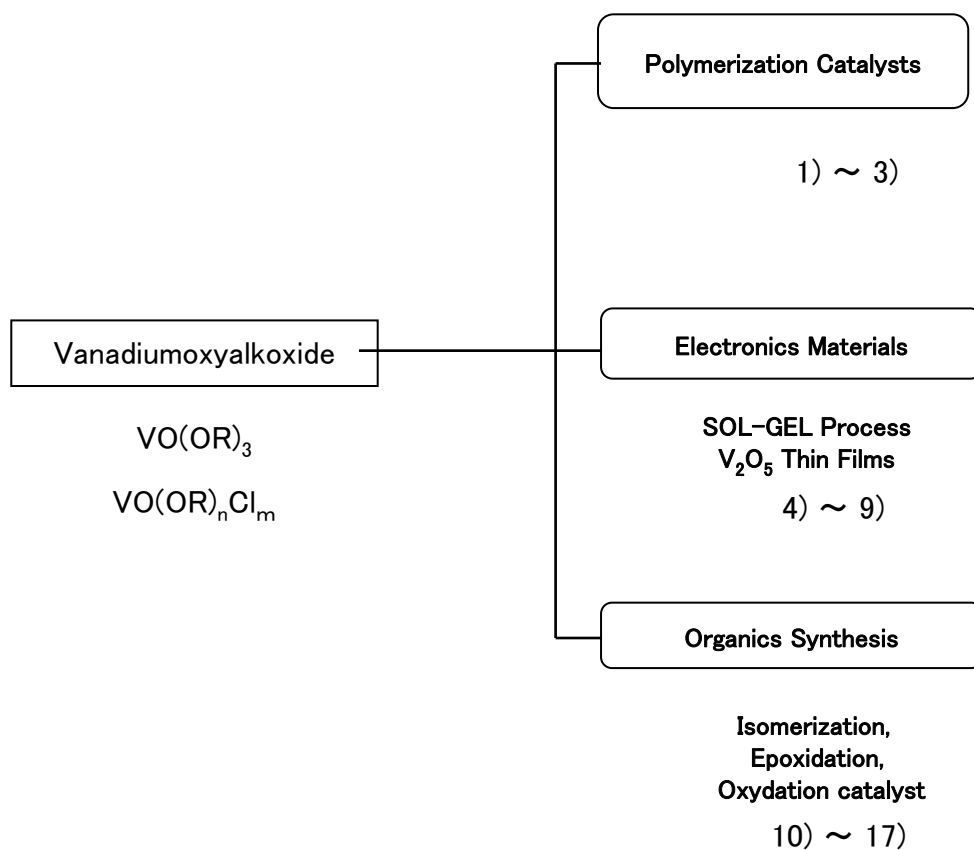 Polymerization Catalysts
1) ～ 3)
Vanadiumoxyalkoxide
VO(OR)₃
VO(OR)ₙClₘ
Electronics Materials
SOL-GEL Process
V₂O₅ Thin Films
4) ～ 9)
Organics Synthesis
Isomerization,
Epoxidation,
Oxydation catalyst
10) ～ 17)